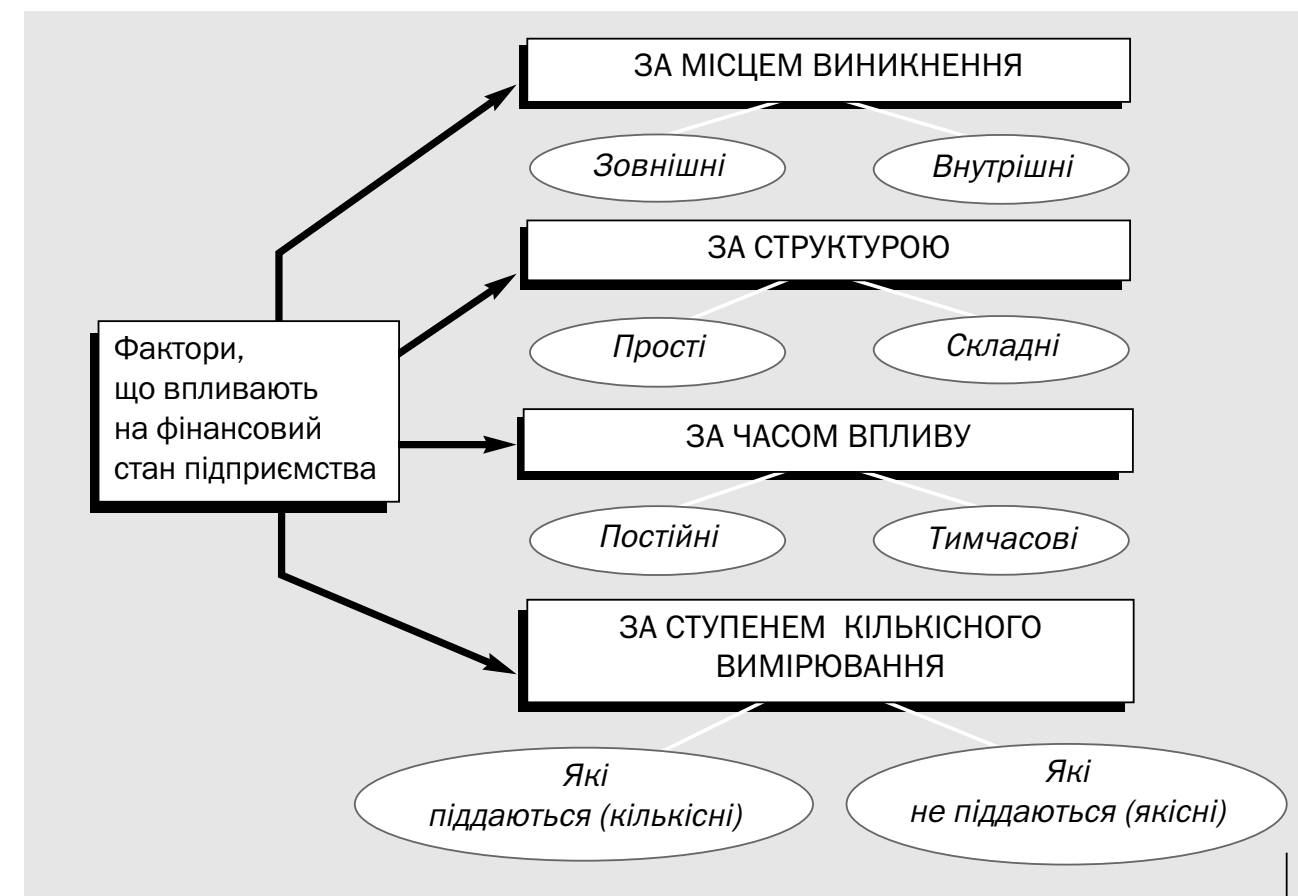 ЗА МІСЦЕМ ВИНИКНЕННЯ
Зовнішні
Внутрішні
ЗА СТРУКТУРОЮ
Прості
Складні
Фактори,
що впливають
на фінансовий
стан підприємства
ЗА ЧАСОМ ВПЛИВУ
Постійні
Тимчасові
ЗА СТУПЕНЕМ КІЛЬКІСНОГО
ВИМІРЮВАННЯ
Які
піддаються (кількісні)
Які
не піддаються (якісні)